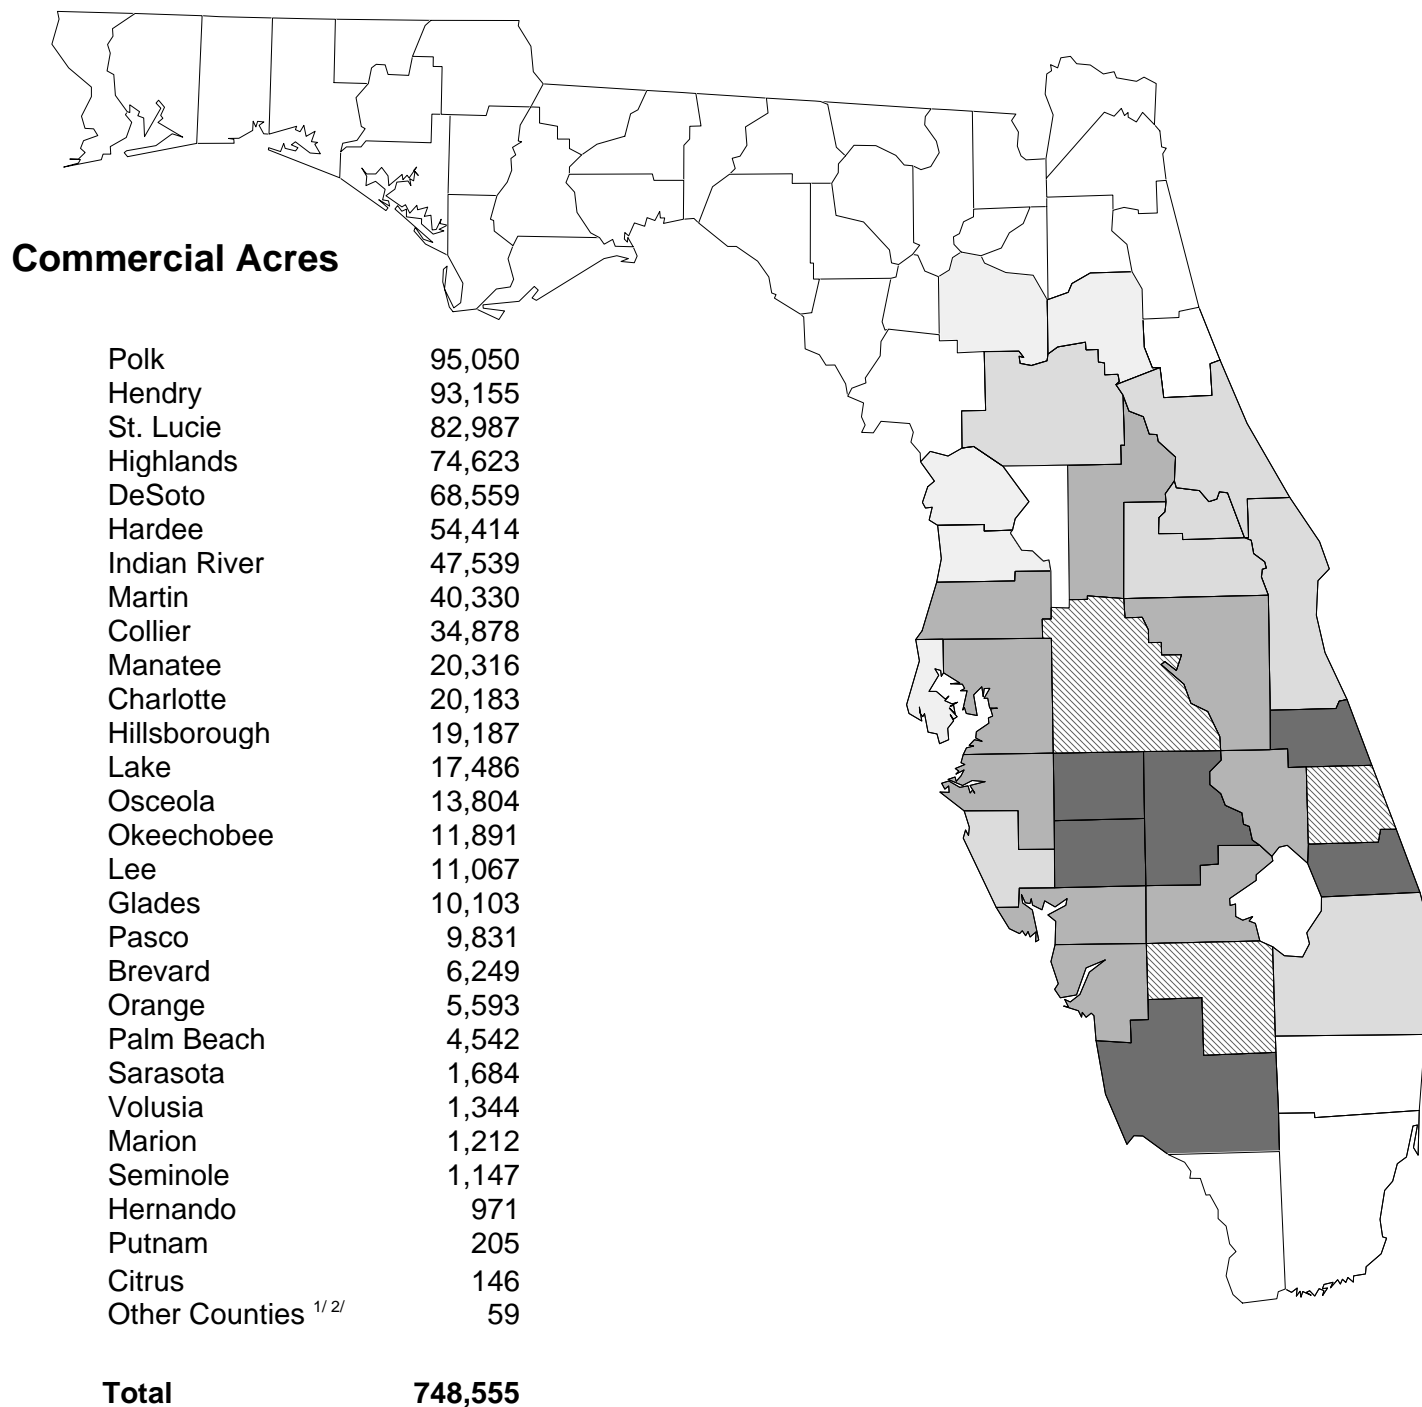 Commercial Acres
Polk 95,050
Hendry 93,155
St. Lucie 82,987
Highlands 74,623
DeSoto 68,559
Hardee 54,414
Indian River 47,539
Martin 40,330
Collier 34,878
Manatee 20,316
Charlotte 20,183
Hillsborough 19,187
Lake 17,486
Osceola 13,804
Okeechobee 11,891
Lee 11,067
Glades 10,103
Pasco 9,831
Brevard 6,249
Orange 5,593
Palm Beach 4,542
Sarasota 1,684
Volusia 1,344
Marion 1,212
Seminole 1,147
Hernando 971
Putnam 205
Citrus 146
Other Counties 1/ 2/ 59
Total 748,555